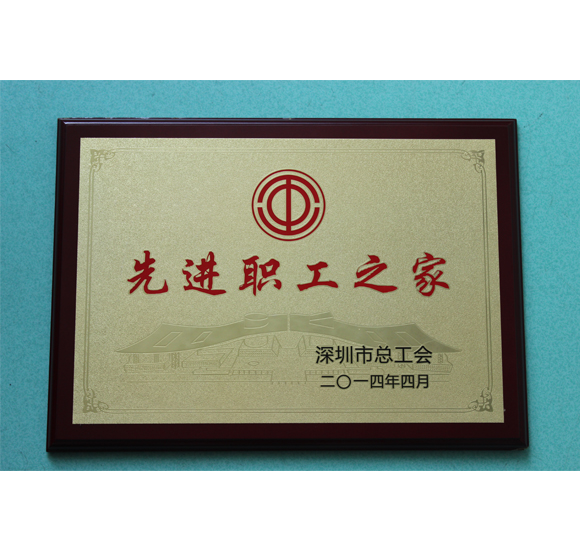 先进职工之家
深圳市总工会
二〇一四年四月